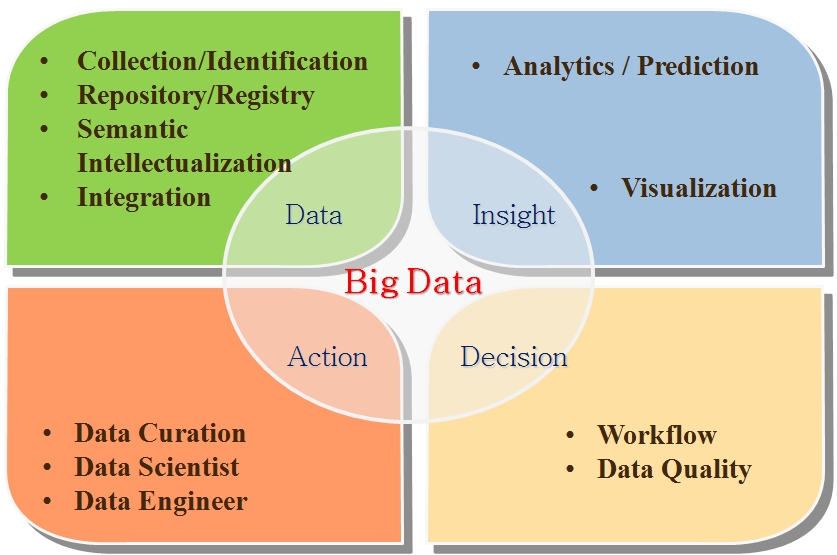 • Collection/Identification
• Repository/Registry
• Semantic
Intellectualization
• Integration
Data
• Analytics / Prediction
• Visualization
Insight
Big Data
Action
• Data Curation
• Data Scientist
• Data Engineer
Decision
• Workflow
• Data Quality